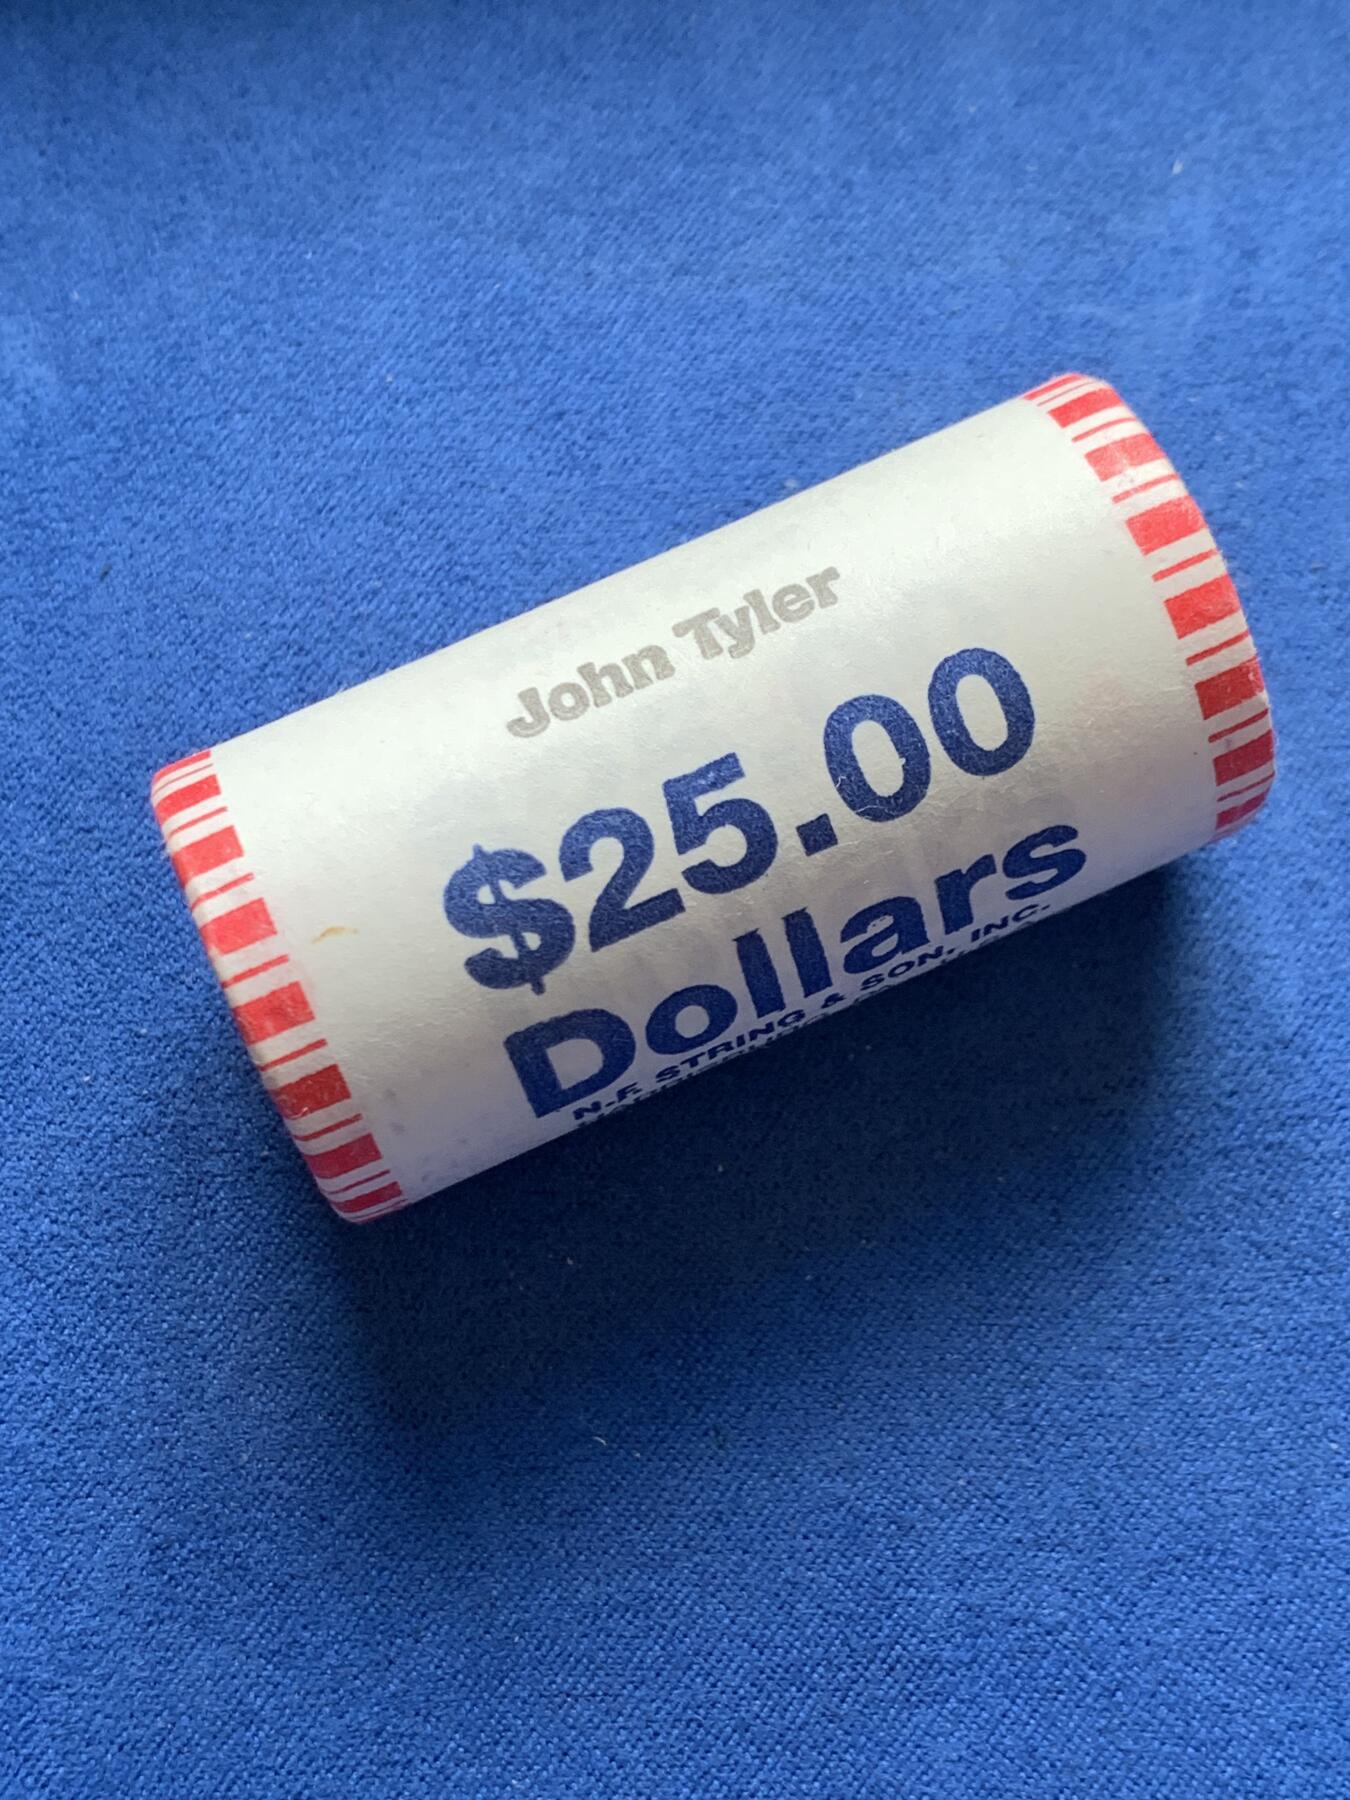 John Tyler
$25.00
Dollars
N.F. STRING & SON, INC.